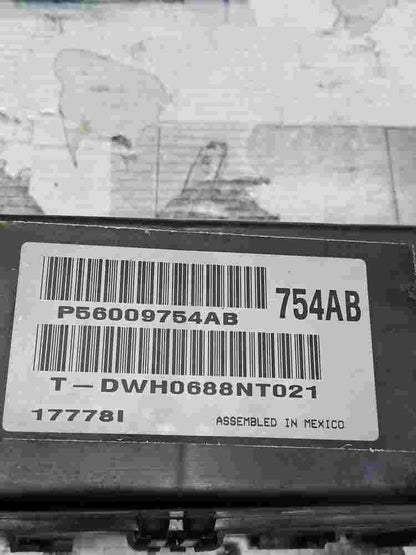 P56009754AB
754AB
T-DWH0688NT021
17778I
ASSEMBLED IN MEXICO